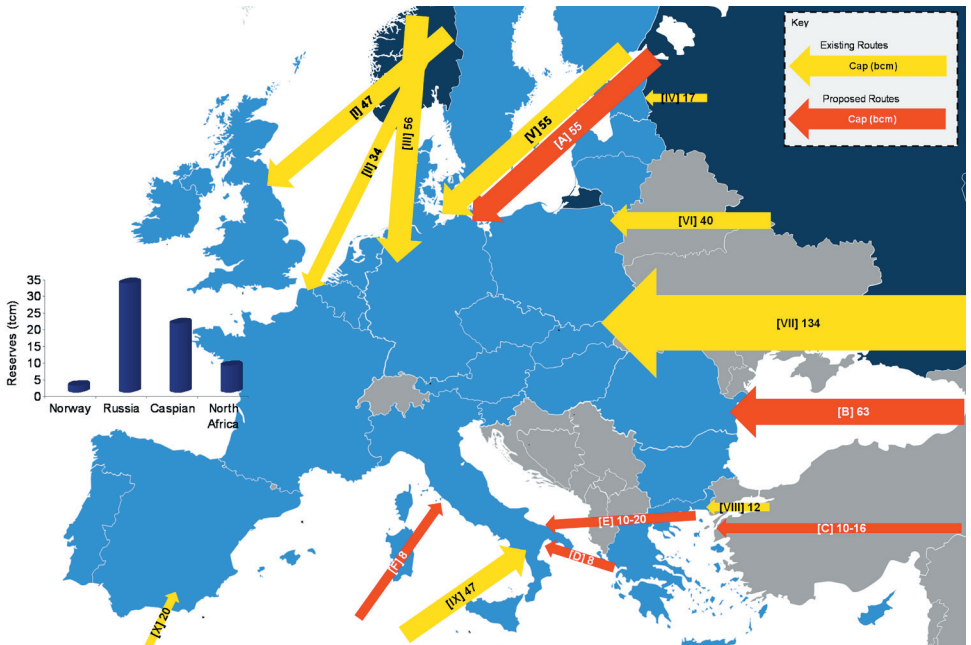 Key
Existing Routes
Cap (bcm)
Proposed Routes
Cap (bcm)
[I] 47
[II] 34
[III] 56
[V] 55
[A] 55
[IV] 17
[VI] 40
[VII] 134
[B] 63
[VIII] 12
[C] 10-16
[E] 10-20
[D] 8
[F] 8
[IX] 47
[X] 20
Reserves (tcm)
35
30
25
20
15
10
5
0
Norway
Russia
Caspian
North
Africa